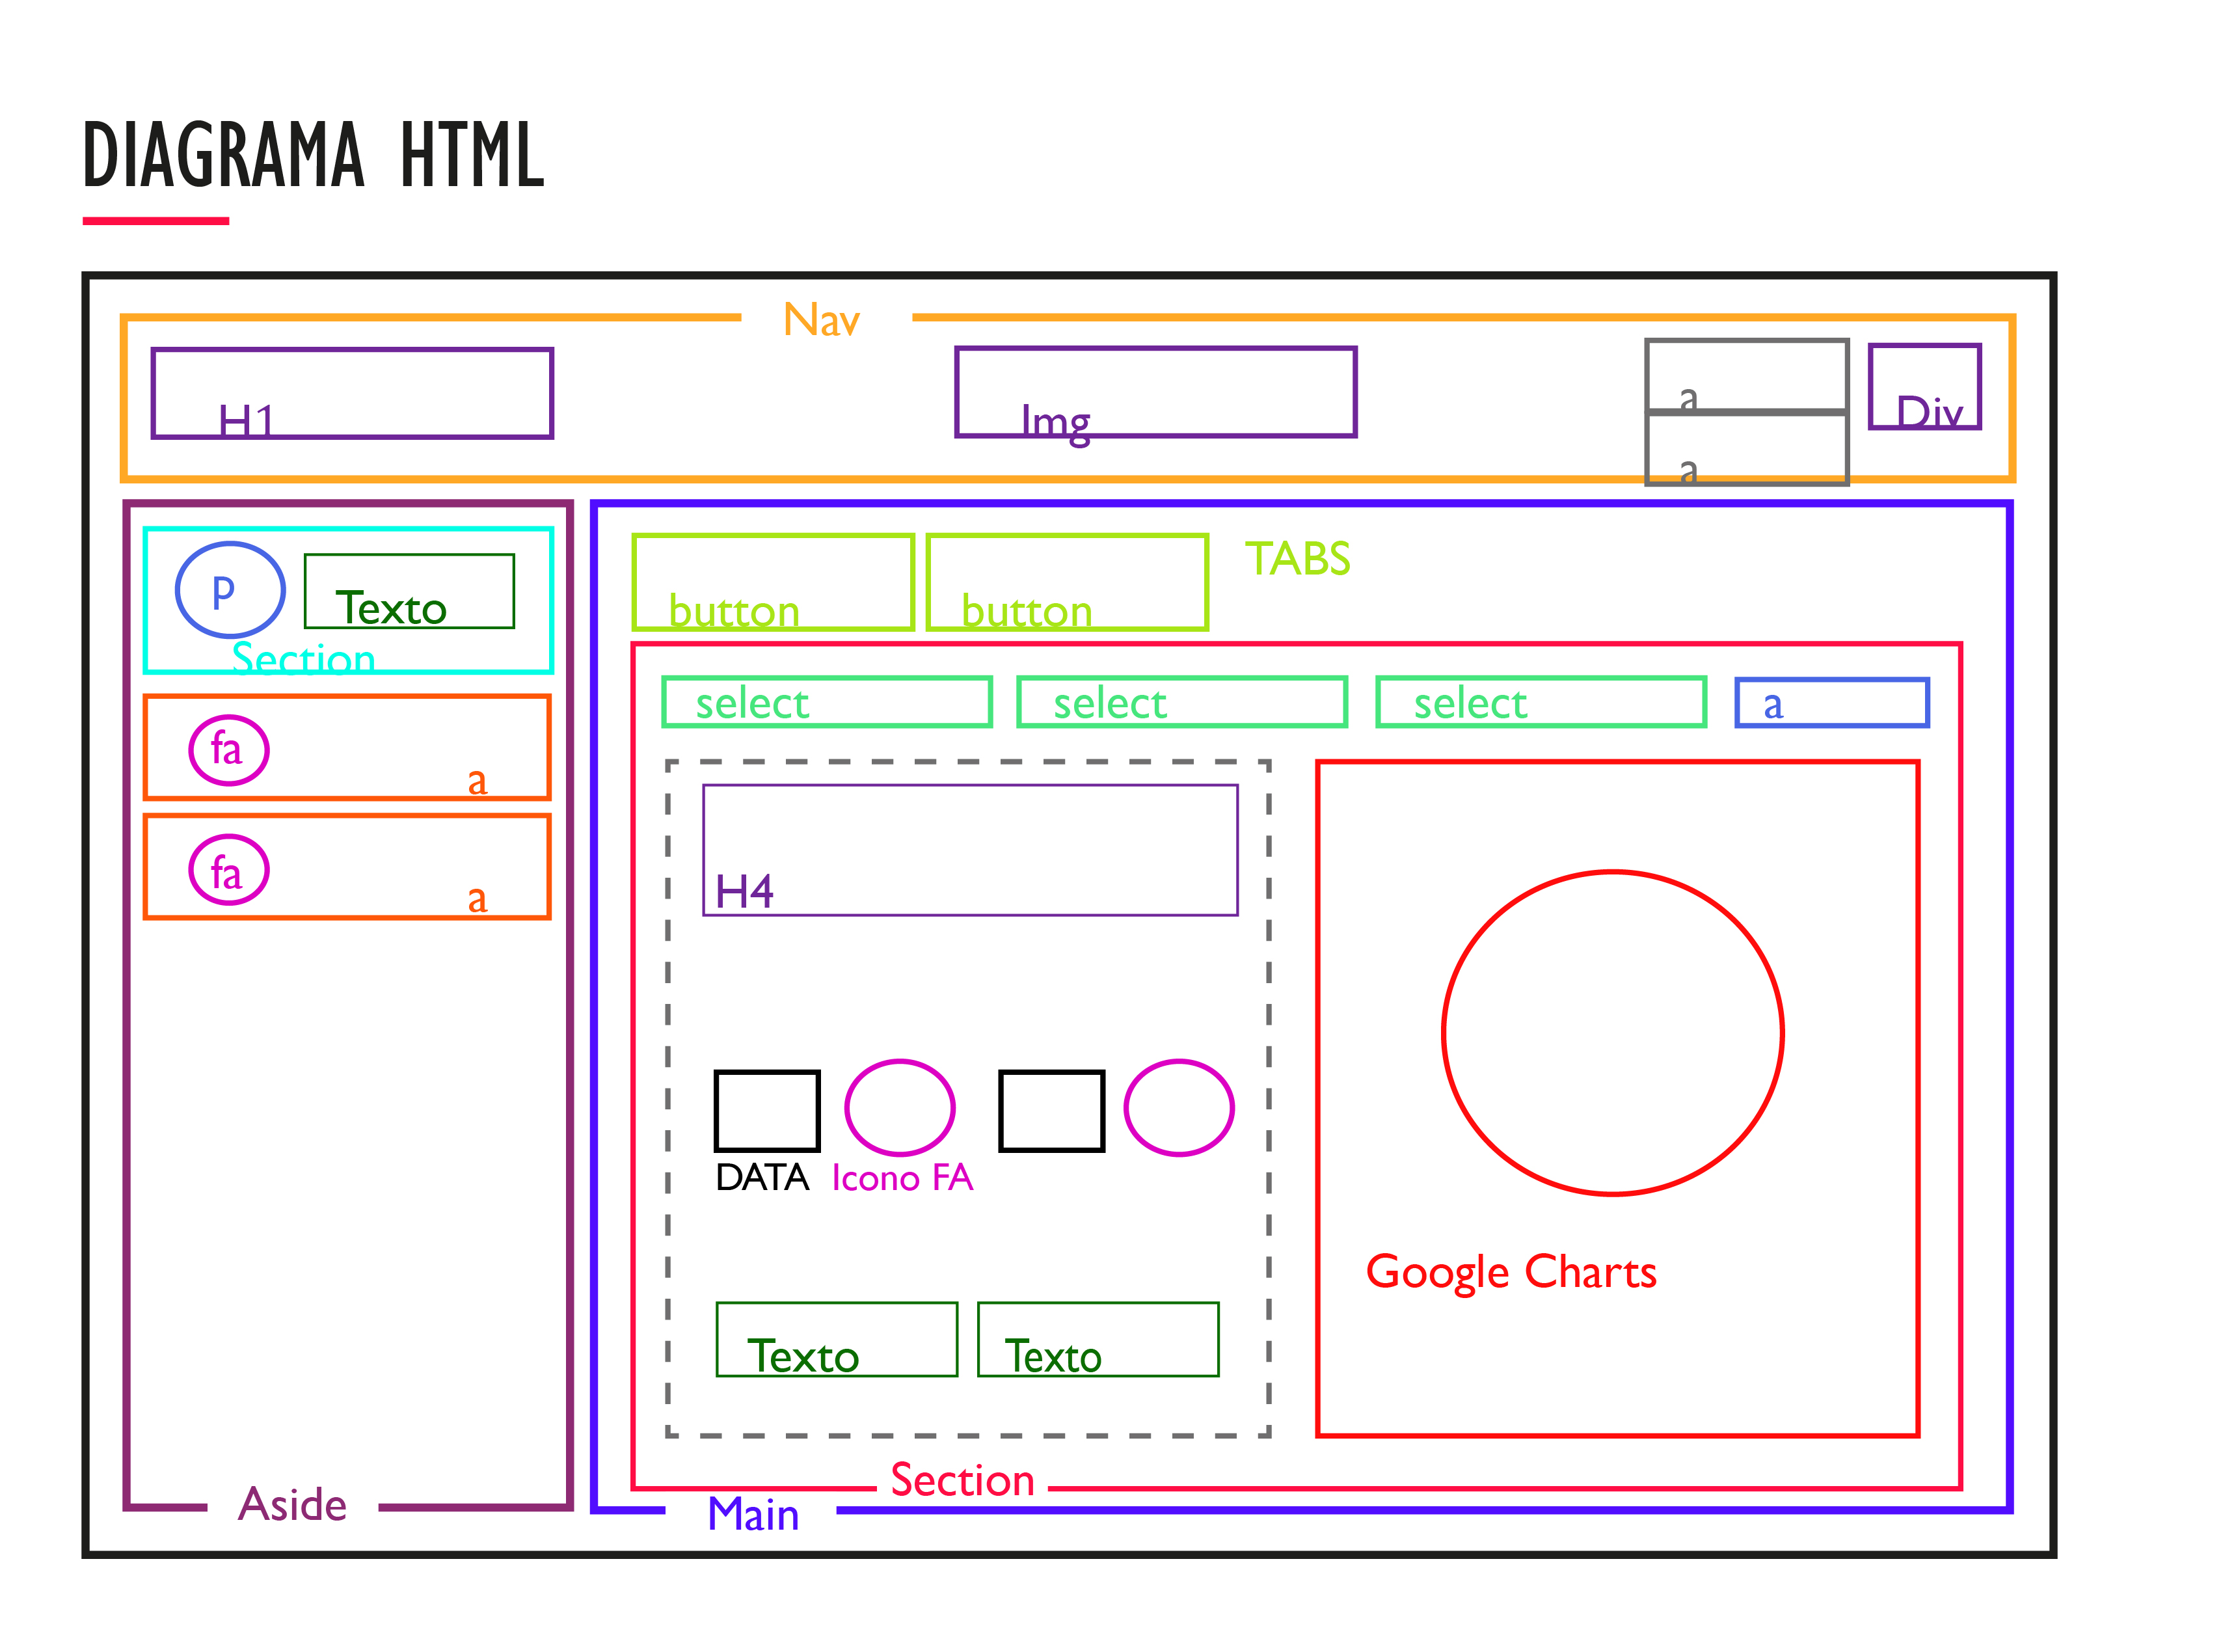 DIAGRAMA HTML
Nav
H1
Img
a
a
Div
P
Texto
Section
fa
a
fa
a
Aside
button
button
TABS
select
select
select
a
H4
DATA
Icono FA
Texto
Texto
Google Charts
Section
Main